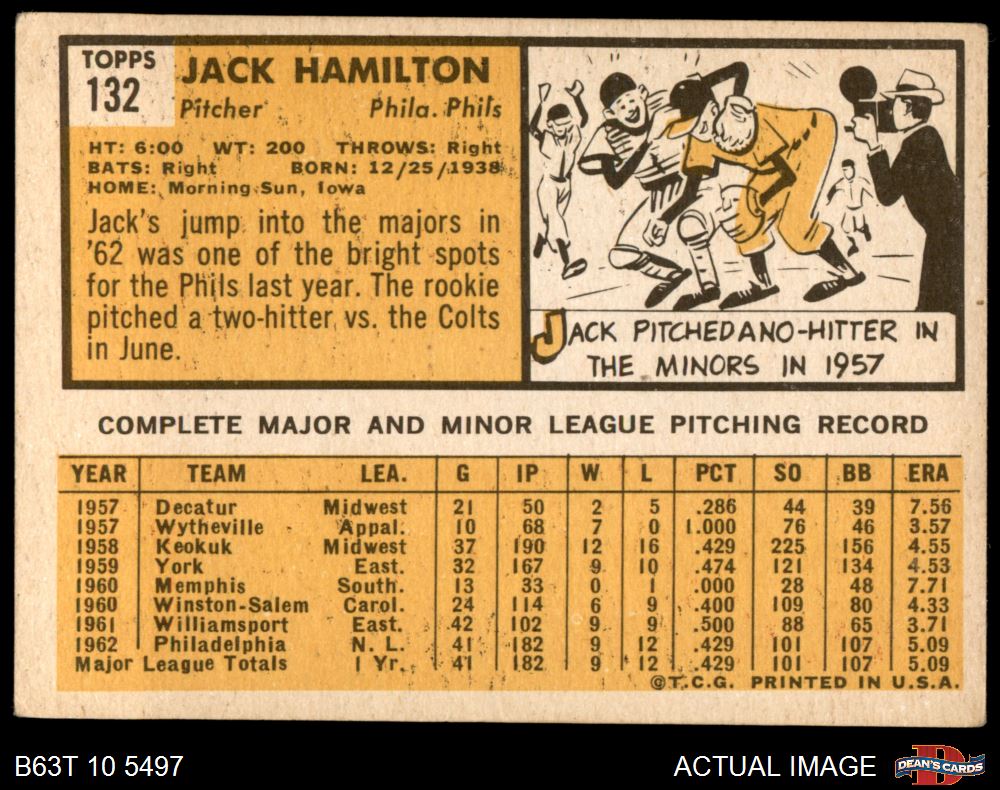 TOPPS
132
JACK HAMILTON
Pitcher Phila. Phils
HT: 6:00 WT: 200 THROWS: Right
BATS: Right BORN: 12/25/1938
HOME: Morning Sun, Iowa
Jack's jump into the majors in
'62 was one of the bright spots
for the Phils last year. The rookie
pitched a two-hitter vs. the Colts
in June.
JACK PITCHED A NO-HITTER IN
THE MINORS IN 1957
COMPLETE MAJOR AND MINOR LEAGUE PITCHING RECORD
YEAR TEAM LEA. G IP W L PCT SO BB ERA
1957 Decatur Midwest 21 50 2 5 .286 44 39 7.56
1957 Wytheville Appal. 10 68 7 0 1.000 76 46 3.57
1958 Keokuk Midwest 37 190 12 16 .429 225 156 4.55
1959 York East. 32 167 9 10 .474 121 134 4.53
1960 Memphis South. 13 33 0 1 .000 28 48 7.71
1960 Winston-Salem Carol. 24 114 6 9 .400 109 80 4.33
1961 Williamsport East. 42 102 9 9 .500 88 65 3.71
1962 Philadelphia N. L. 41 182 9 12 .429 101 107 5.09
Major League Totals 1 Yr. 41 182 9 12 .429 101 107 5.09
©T.C.G. PRINTED IN U.S.A.
B63T 10 5497 ACTUAL IMAGE
DEAN'S CARDS